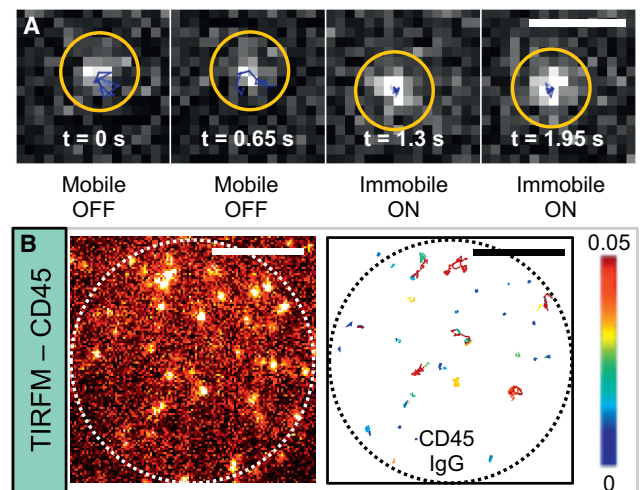 A
t = 0 s
t = 0.65 s
t = 1.3 s
t = 1.95 s
Mobile
OFF
Mobile
OFF
Immobile
ON
Immobile
ON
B
TIRFM – CD45
CD45
IgG
0.05
0